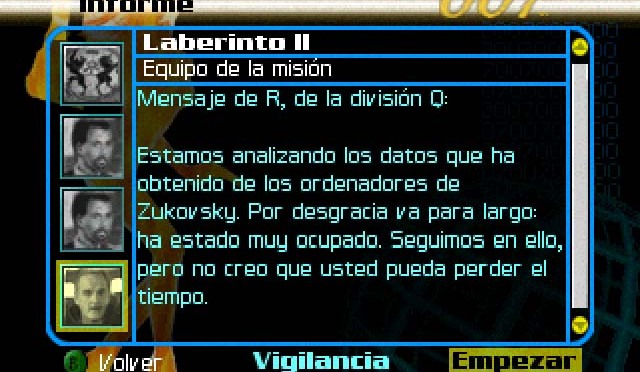 Informe
007
Laberinto II
Equipo de la misión
Mensaje de R, de la división Q:
Estamos analizando los datos que ha
obtenido de los ordenadores de
Zukovsky. Por desgracia va para largo:
ha estado muy ocupado. Seguimos en ello,
pero no creo que usted pueda perder el
tiempo.
B Volver
Vigilancia
Empezar